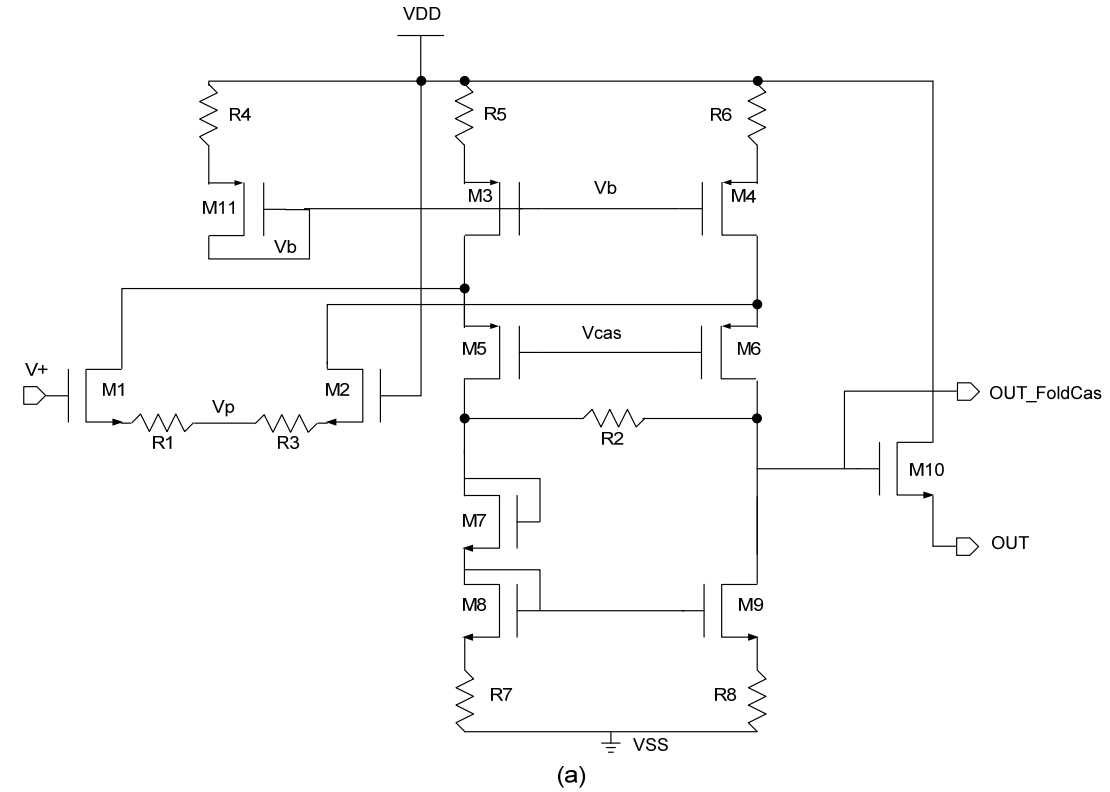 VDD
R4
R5
R6
M11
M3
Vb
M4
Vb
M5
Vcas
M6
V+
M1
M2
OUT_FoldCas
Vp
R1
R3
R2
M10
M7
OUT
M8
M9
R7
R8
VSS
(a)